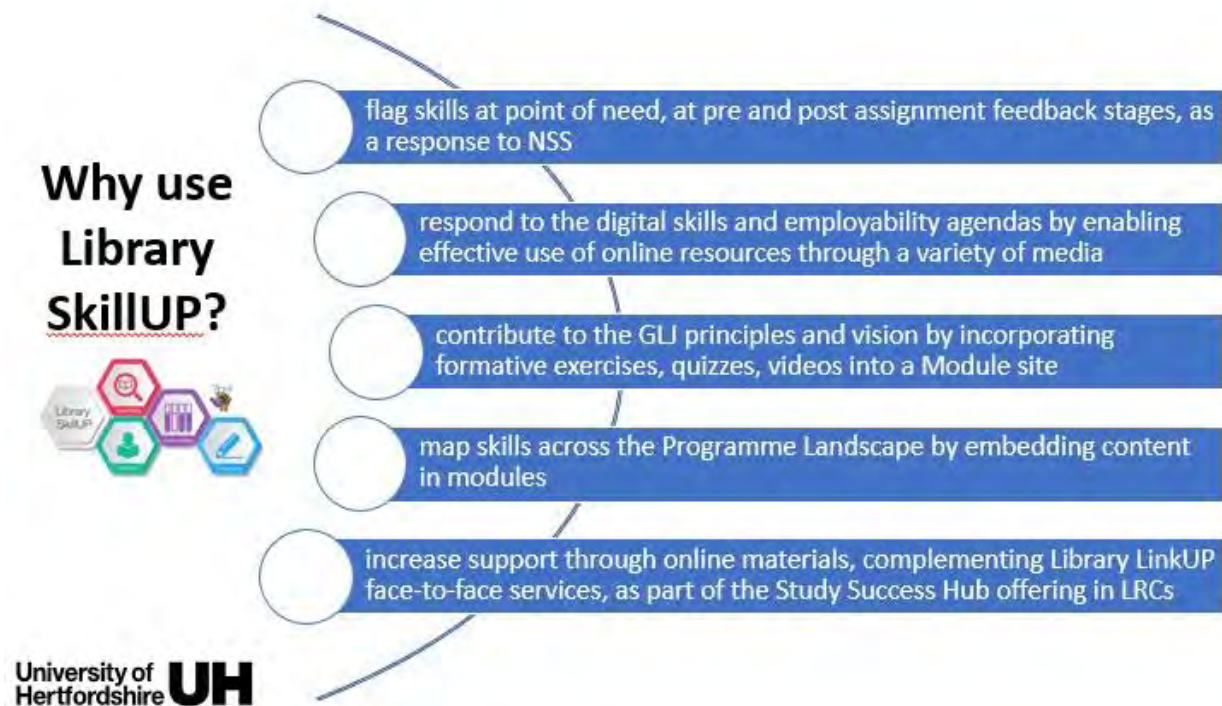 Why use
Library
SkillUP?
Library
SkillUP
flag skills at point of need, at pre and post assignment feedback stages, as
a response to NSS
respond to the digital skills and employability agendas by enabling
effective use of online resources through a variety of media
contribute to the GLJ principles and vision by incorporating
formative exercises, quizzes, videos into a Module site
map skills across the Programme Landscape by embedding content
in modules
increase support through online materials, complementing Library LinkUP
face-to-face services, as part of the Study Success Hub offering in LRCs
University of
Hertfordshire UH